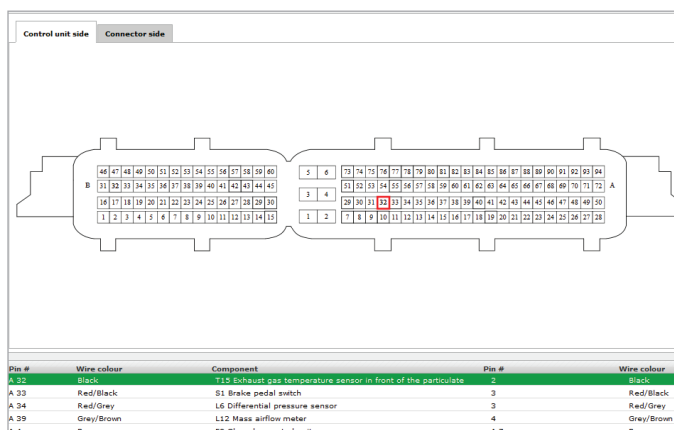 Control unit side Connector side
46 47 48 49 50 51 52 53 54 55 56 57 58 59 60 5 6 73 74 75 76 77 78 79 80 81 82 83 84 85 86 87 88 89 90 91 92 93 94
B 31 32 33 34 35 36 37 38 39 40 41 42 43 44 45 51 52 53 54 55 56 57 58 59 60 61 62 63 64 65 66 67 68 69 70 71 72 A
3 4
16 17 18 19 20 21 22 23 24 25 26 27 28 29 30 29 30 31 32 33 34 35 36 37 38 39 40 41 42 43 44 45 46 47 48 49 50
1 2 3 4 5 6 7 8 9 10 11 12 13 14 15 1 2 7 8 9 10 11 12 13 14 15 16 17 18 19 20 21 22 23 24 25 26 27 28
Pin # Wire colour Component Pin # Wire colour
A 32 Black T15 Exhaust gas temperature sensor in front of the particulate 2 Black
A 33 Red/Black S1 Brake pedal switch 3 Red/Black
A 34 Red/Grey L6 Differential pressure sensor 3 Red/Grey
A 39 Grey/Brown L12 Mass airflow meter 4 Grey/Brown